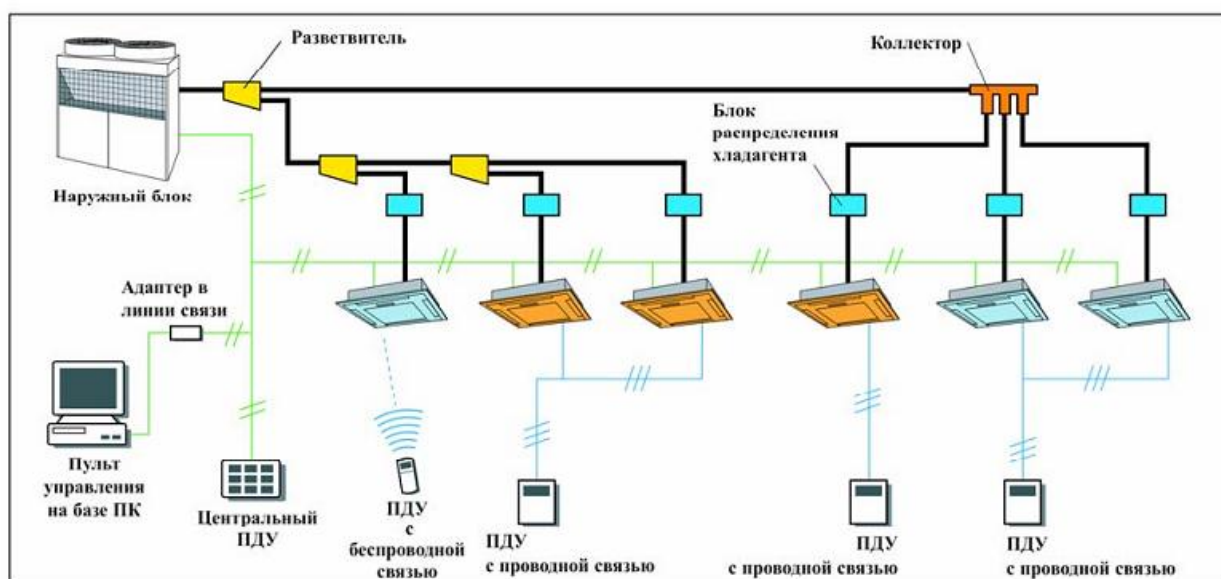 Разветвитель
Коллектор
Блок
распределения
хладагента
Наружный блок
Адаптер в
линии связи
Пульт
управления
на базе ПК
Центральный
ПДУ
ПДУ
с
беспроводной
связью
ПДУ
с проводной связью
ПДУ
с проводной связью
ПДУ
с проводной связью